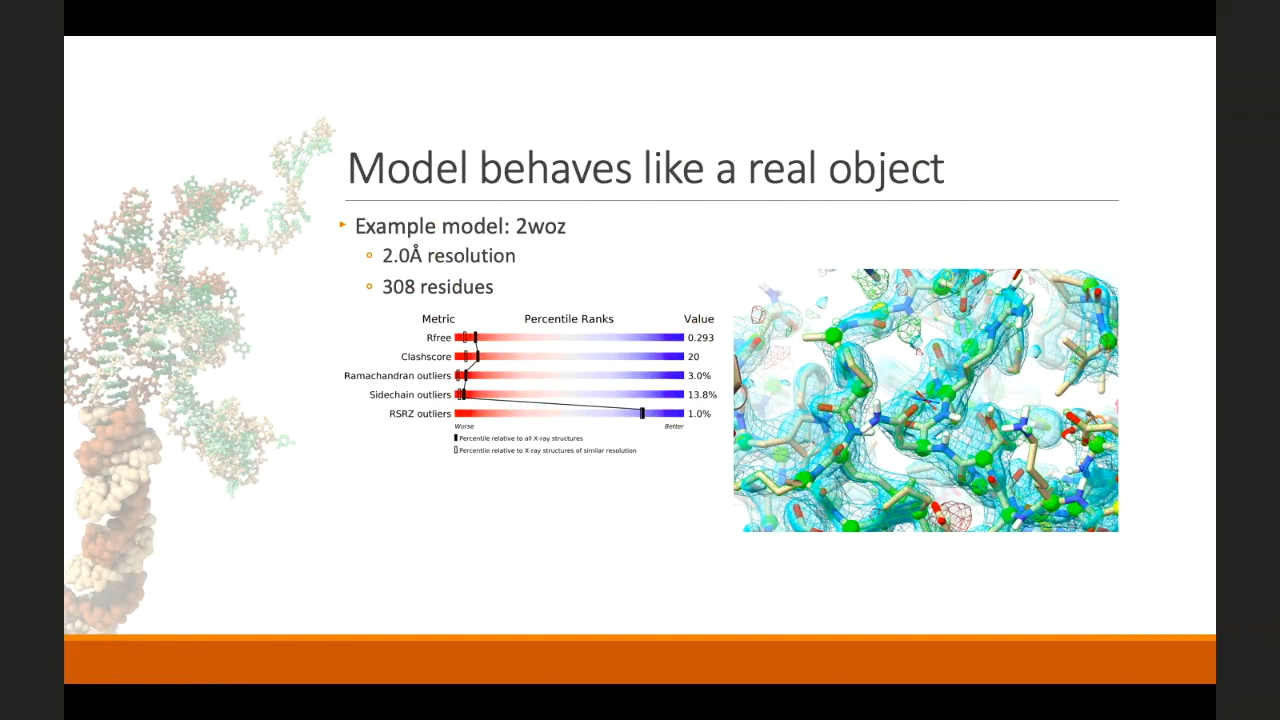 Model behaves like a real object
Example model: 2woz
2.0Å resolution
308 residues
Metric Percentile Ranks Value
Rfree 0.293
Clashscore 20
Ramachandran outliers 3.0%
Sidechain outliers 13.8%
RSRZ outliers 1.0%
Worse Better
Percentile relative to all X-ray structures
Percentile relative to X-ray structures of similar resolution